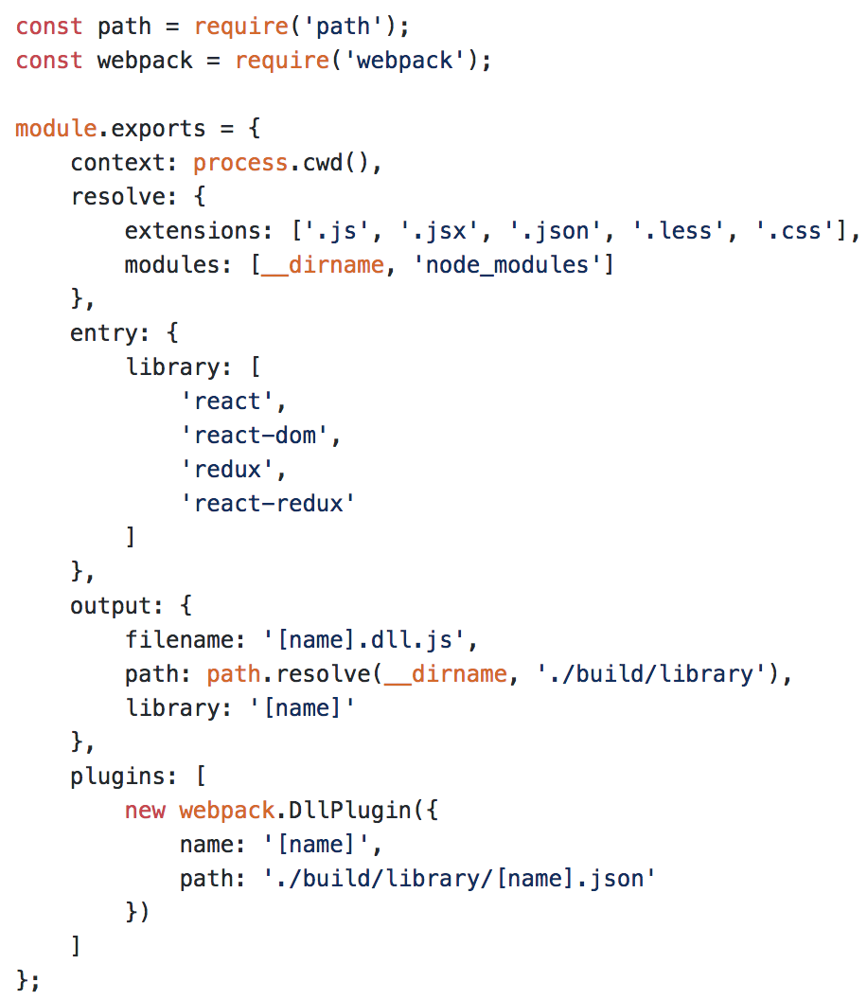 const path = require('path');
const webpack = require('webpack');

module.exports = {
    context: process.cwd(),
    resolve: {
        extensions: ['.js', '.jsx', '.json', '.less', '.css'],
        modules: [__dirname, 'node_modules']
    },
    entry: {
        library: [
            'react',
            'react-dom',
            'redux',
            'react-redux'
        ]
    },
    output: {
        filename: '[name].dll.js',
        path: path.resolve(__dirname, './build/library'),
        library: '[name]'
    },
    plugins: [
        new webpack.DllPlugin({
            name: '[name]',
            path: './build/library/[name].json'
        })
    ]
};